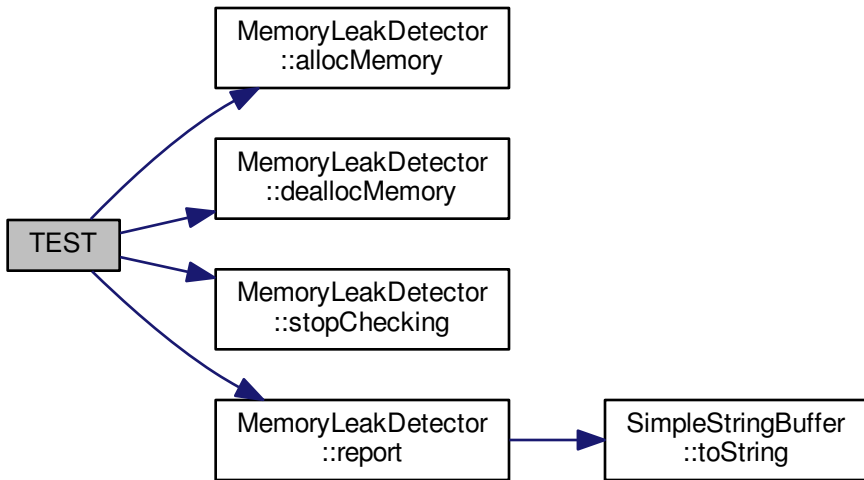 MemoryLeakDetector
::allocMemory
MemoryLeakDetector
::deallocMemory
TEST
MemoryLeakDetector
::stopChecking
MemoryLeakDetector
::report
SimpleStringBuffer
::toString